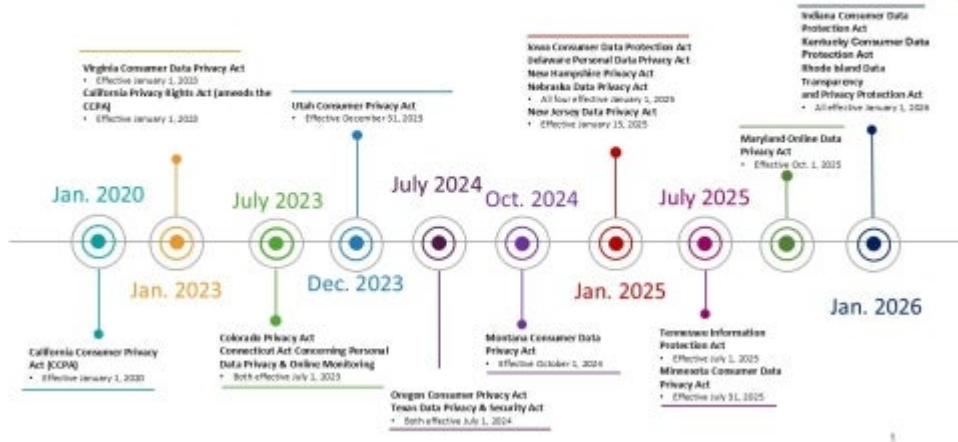 Jan. 2020
California Consumer Privacy
Act (CCPA)
• Effective January 1, 2020
Virginia Consumer Data Privacy Act
• Effective January 1, 2023
California Privacy Rights Act (amends the
CCPA)
• Effective January 1, 2023
Jan. 2023
July 2023
Colorado Privacy Act
Connecticut Act Concerning Personal
Data Privacy & Online Monitoring
• Both effective July 1, 2023
Utah Consumer Privacy Act
• Effective December 31, 2023
Dec. 2023
July 2024
Oregon Consumer Privacy Act
Texas Data Privacy & Security Act
• Both effective July 1, 2024
Oct. 2024
Montana Consumer Data
Privacy Act
• Effective October 1, 2024
Iowa Consumer Data Protection Act
Delaware Personal Data Privacy Act
New Hampshire Privacy Act
Nebraska Data Privacy Act
• All four effective January 1, 2025
New Jersey Data Privacy Act
• Effective January 15, 2025
Jan. 2025
July 2025
Tennessee Information
Protection Act
• Effective July 1, 2025
Minnesota Consumer Data
Privacy Act
• Effective July 31, 2025
Maryland Online Data
Privacy Act
• Effective Oct. 1, 2025
Indiana Consumer Data
Protection Act
Kentucky Consumer Data
Protection Act
Rhode Island Data
Transparency
and Privacy Protection Act
• All effective January 1, 2026
Jan. 2026